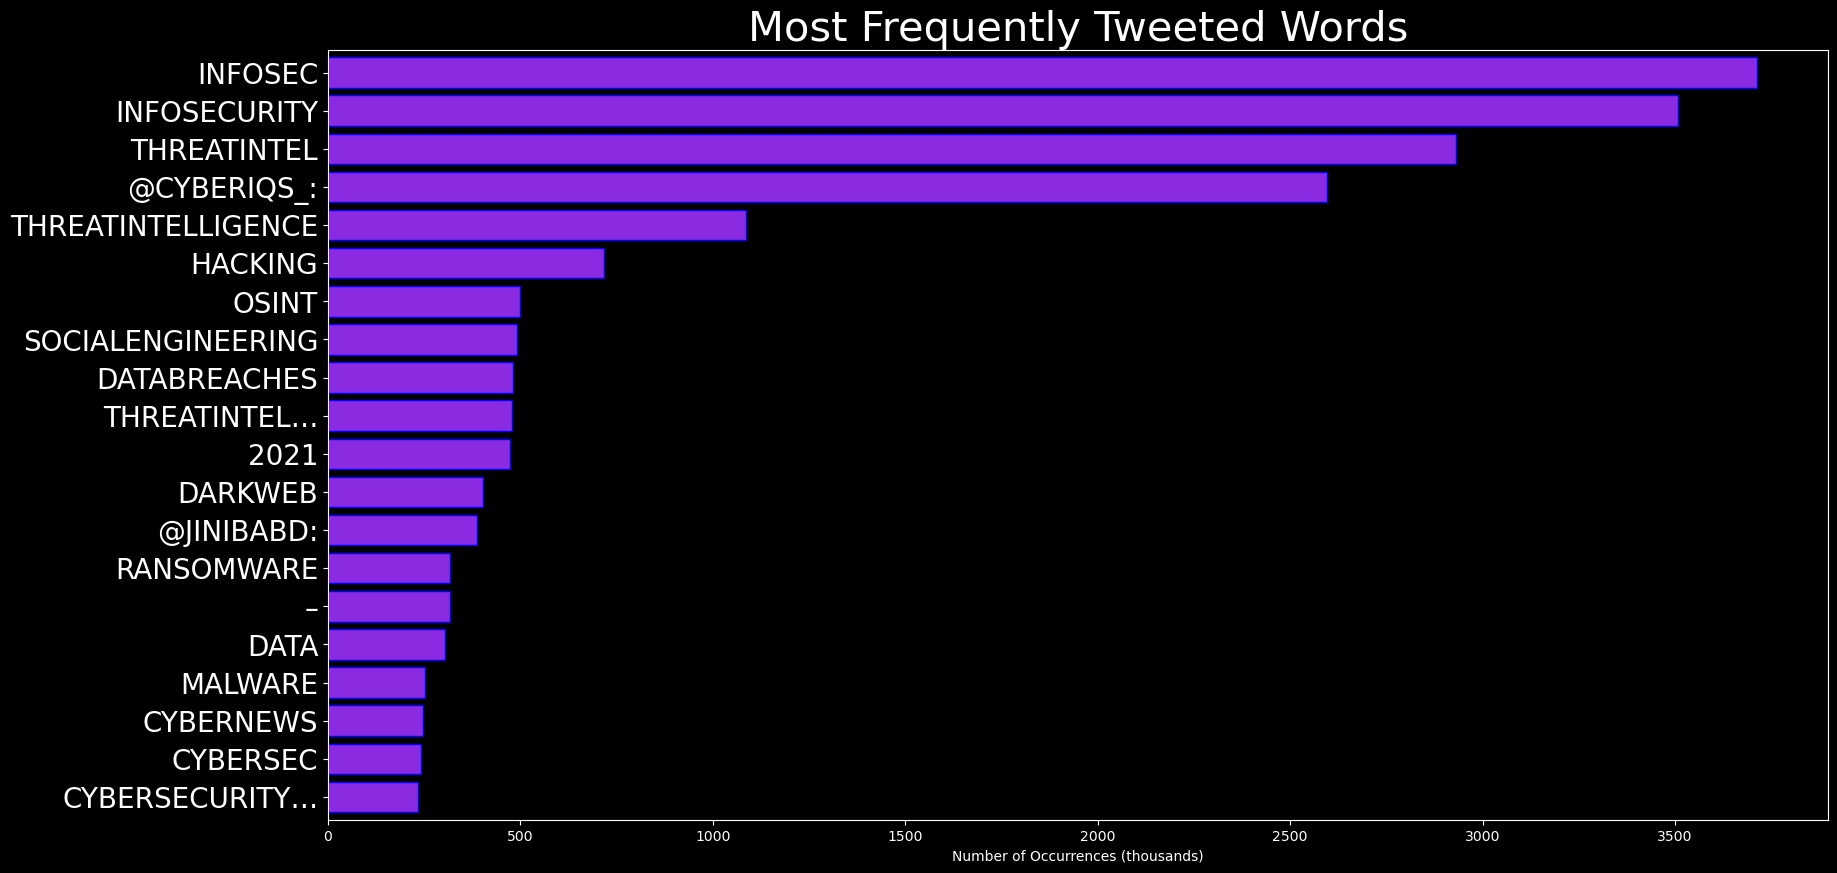 Most Frequently Tweeted Words
INFOSEC
INFOSECURITY
THREATINTEL
@CYBERIQS_:
THREATINTELLIGENCE
HACKING
OSINT
SOCIALENGINEERING
DATABREACHES
THREATINTEL…
2021
DARKWEB
@JINIBABD:
RANSOMWARE
–
DATA
MALWARE
CYBERNEWS
CYBERSEC
CYBERSECURITY…
0 500 1000 1500 2000 2500 3000 3500
Number of Occurrences (thousands)